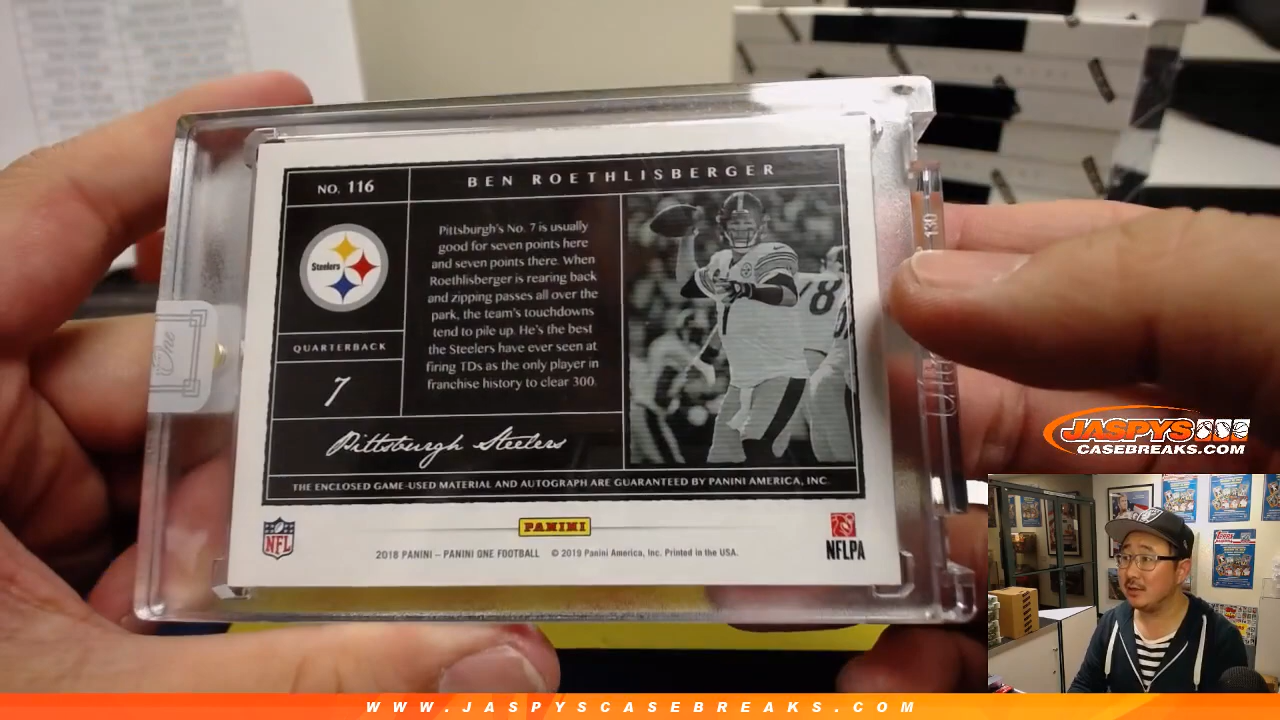 NO. 116
BEN ROETHLISBERGER
Steelers
QUARTERBACK
7
Pittsburgh's No. 7 is usually
good for seven points here
and seven points there. When
Roethlisberger is rearing back
and zipping passes all over the
park, the team's touchdowns
tend to pile up. He's the best
the Steelers have ever seen at
firing TDs as the only player in
franchise history to clear 300.
Pittsburgh Steelers
THE ENCLOSED GAME-USED MATERIAL AND AUTOGRAPH ARE GUARANTEED BY PANINI AMERICA, INC.
NFL
PANINI
2018 PANINI – PANINI ONE FOOTBALL © 2019 Panini America, Inc. Printed in the USA.
NFLPA
One
130
78
JASPYS
CASEBREAKS.COM
WWW.JASPYSCASEBREAKS.COM